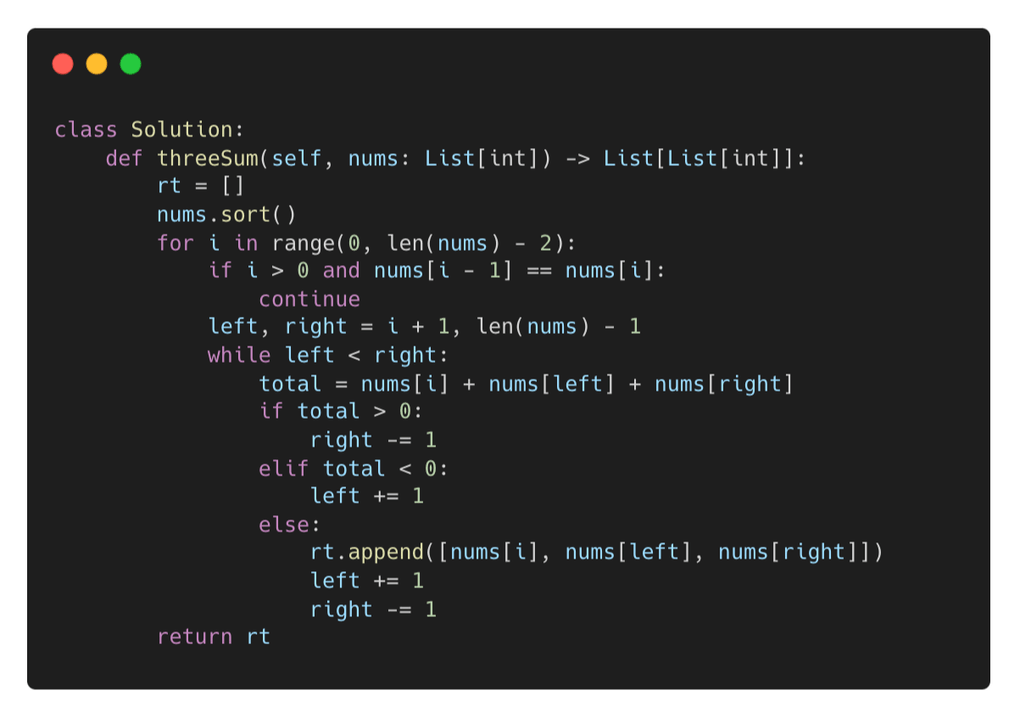 class Solution:
    def threeSum(self, nums: List[int]) -> List[List[int]]:
        rt = []
        nums.sort()
        for i in range(0, len(nums) - 2):
            if i > 0 and nums[i - 1] == nums[i]:
                continue
            left, right = i + 1, len(nums) - 1
            while left < right:
                total = nums[i] + nums[left] + nums[right]
                if total > 0:
                    right -= 1
                elif total < 0:
                    left += 1
                else:
                    rt.append([nums[i], nums[left], nums[right]])
                    left += 1
                    right -= 1
        return rt